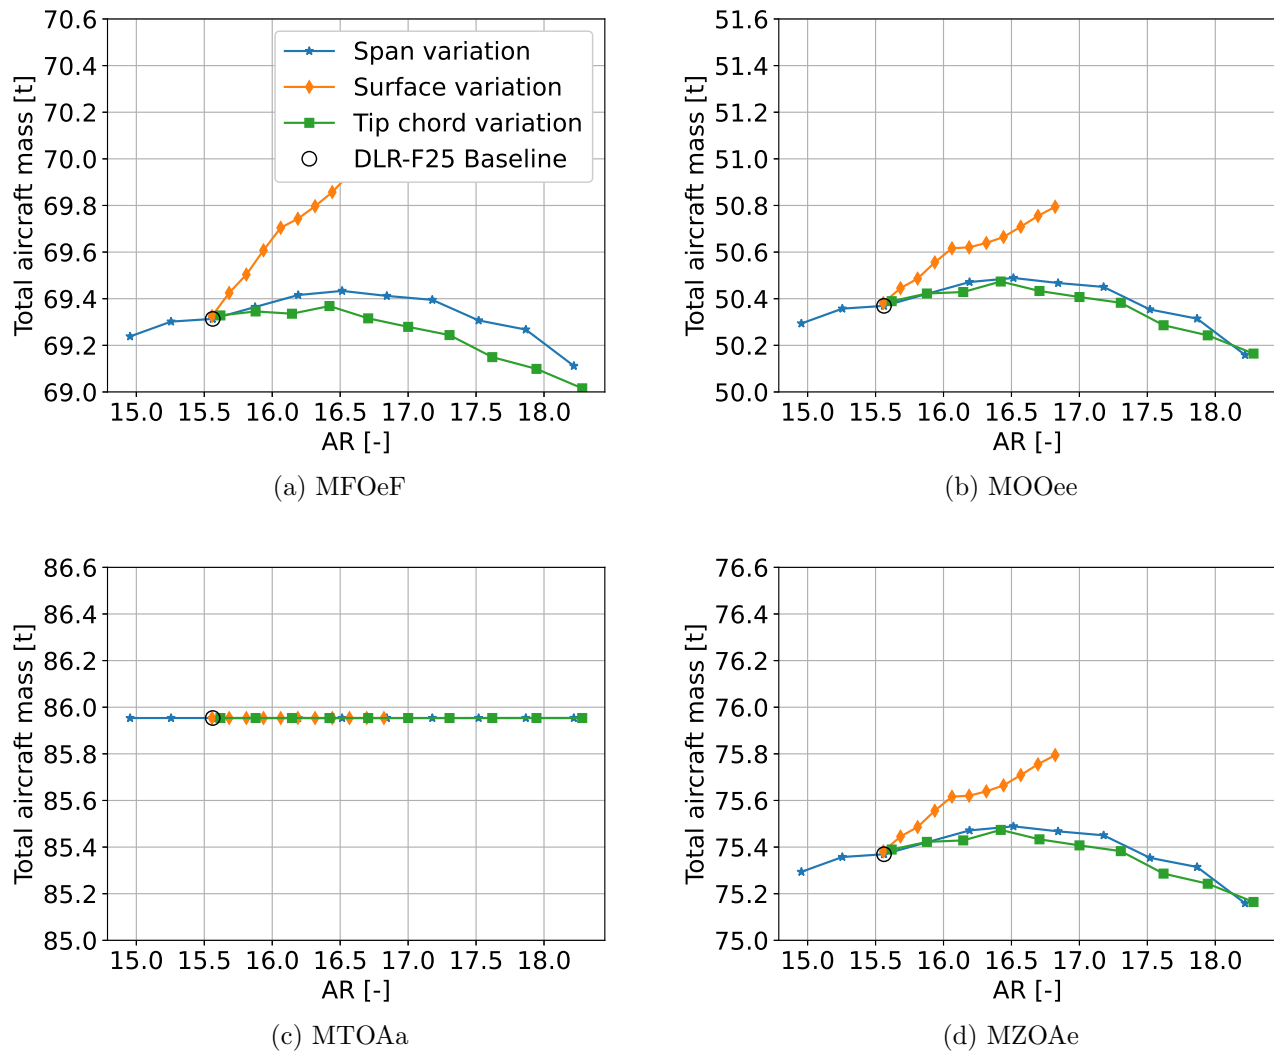 70.6
70.4
70.2
70.0
69.8
69.6
69.4
69.2
69.0
Total aircraft mass [t]
Span variation
Surface variation
Tip chord variation
DLR-F25 Baseline
15.0 15.5 16.0 16.5 17.0 17.5 18.0
AR [-]
(a) MFOeF
51.6
51.4
51.2
51.0
50.8
50.6
50.4
50.2
50.0
Total aircraft mass [t]
15.0 15.5 16.0 16.5 17.0 17.5 18.0
AR [-]
(b) MOOee
86.6
86.4
86.2
86.0
85.8
85.6
85.4
85.2
85.0
Total aircraft mass [t]
15.0 15.5 16.0 16.5 17.0 17.5 18.0
AR [-]
(c) MTOAa
76.6
76.4
76.2
76.0
75.8
75.6
75.4
75.2
75.0
Total aircraft mass [t]
15.0 15.5 16.0 16.5 17.0 17.5 18.0
AR [-]
(d) MZOAe